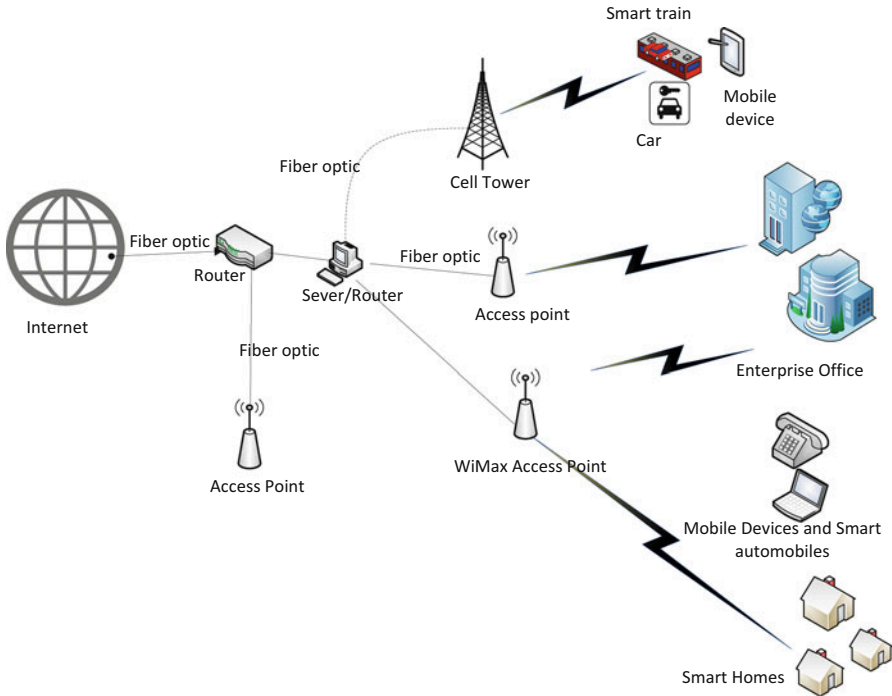 Smart train
Mobile
device
Car
Fiber optic
Cell Tower
Fiber optic
Fiber optic
Router
Sever/Router
Access point
Internet
Fiber optic
Enterprise Office
WiMax Access Point
Access Point
Mobile Devices and Smart
automobiles
Smart Homes